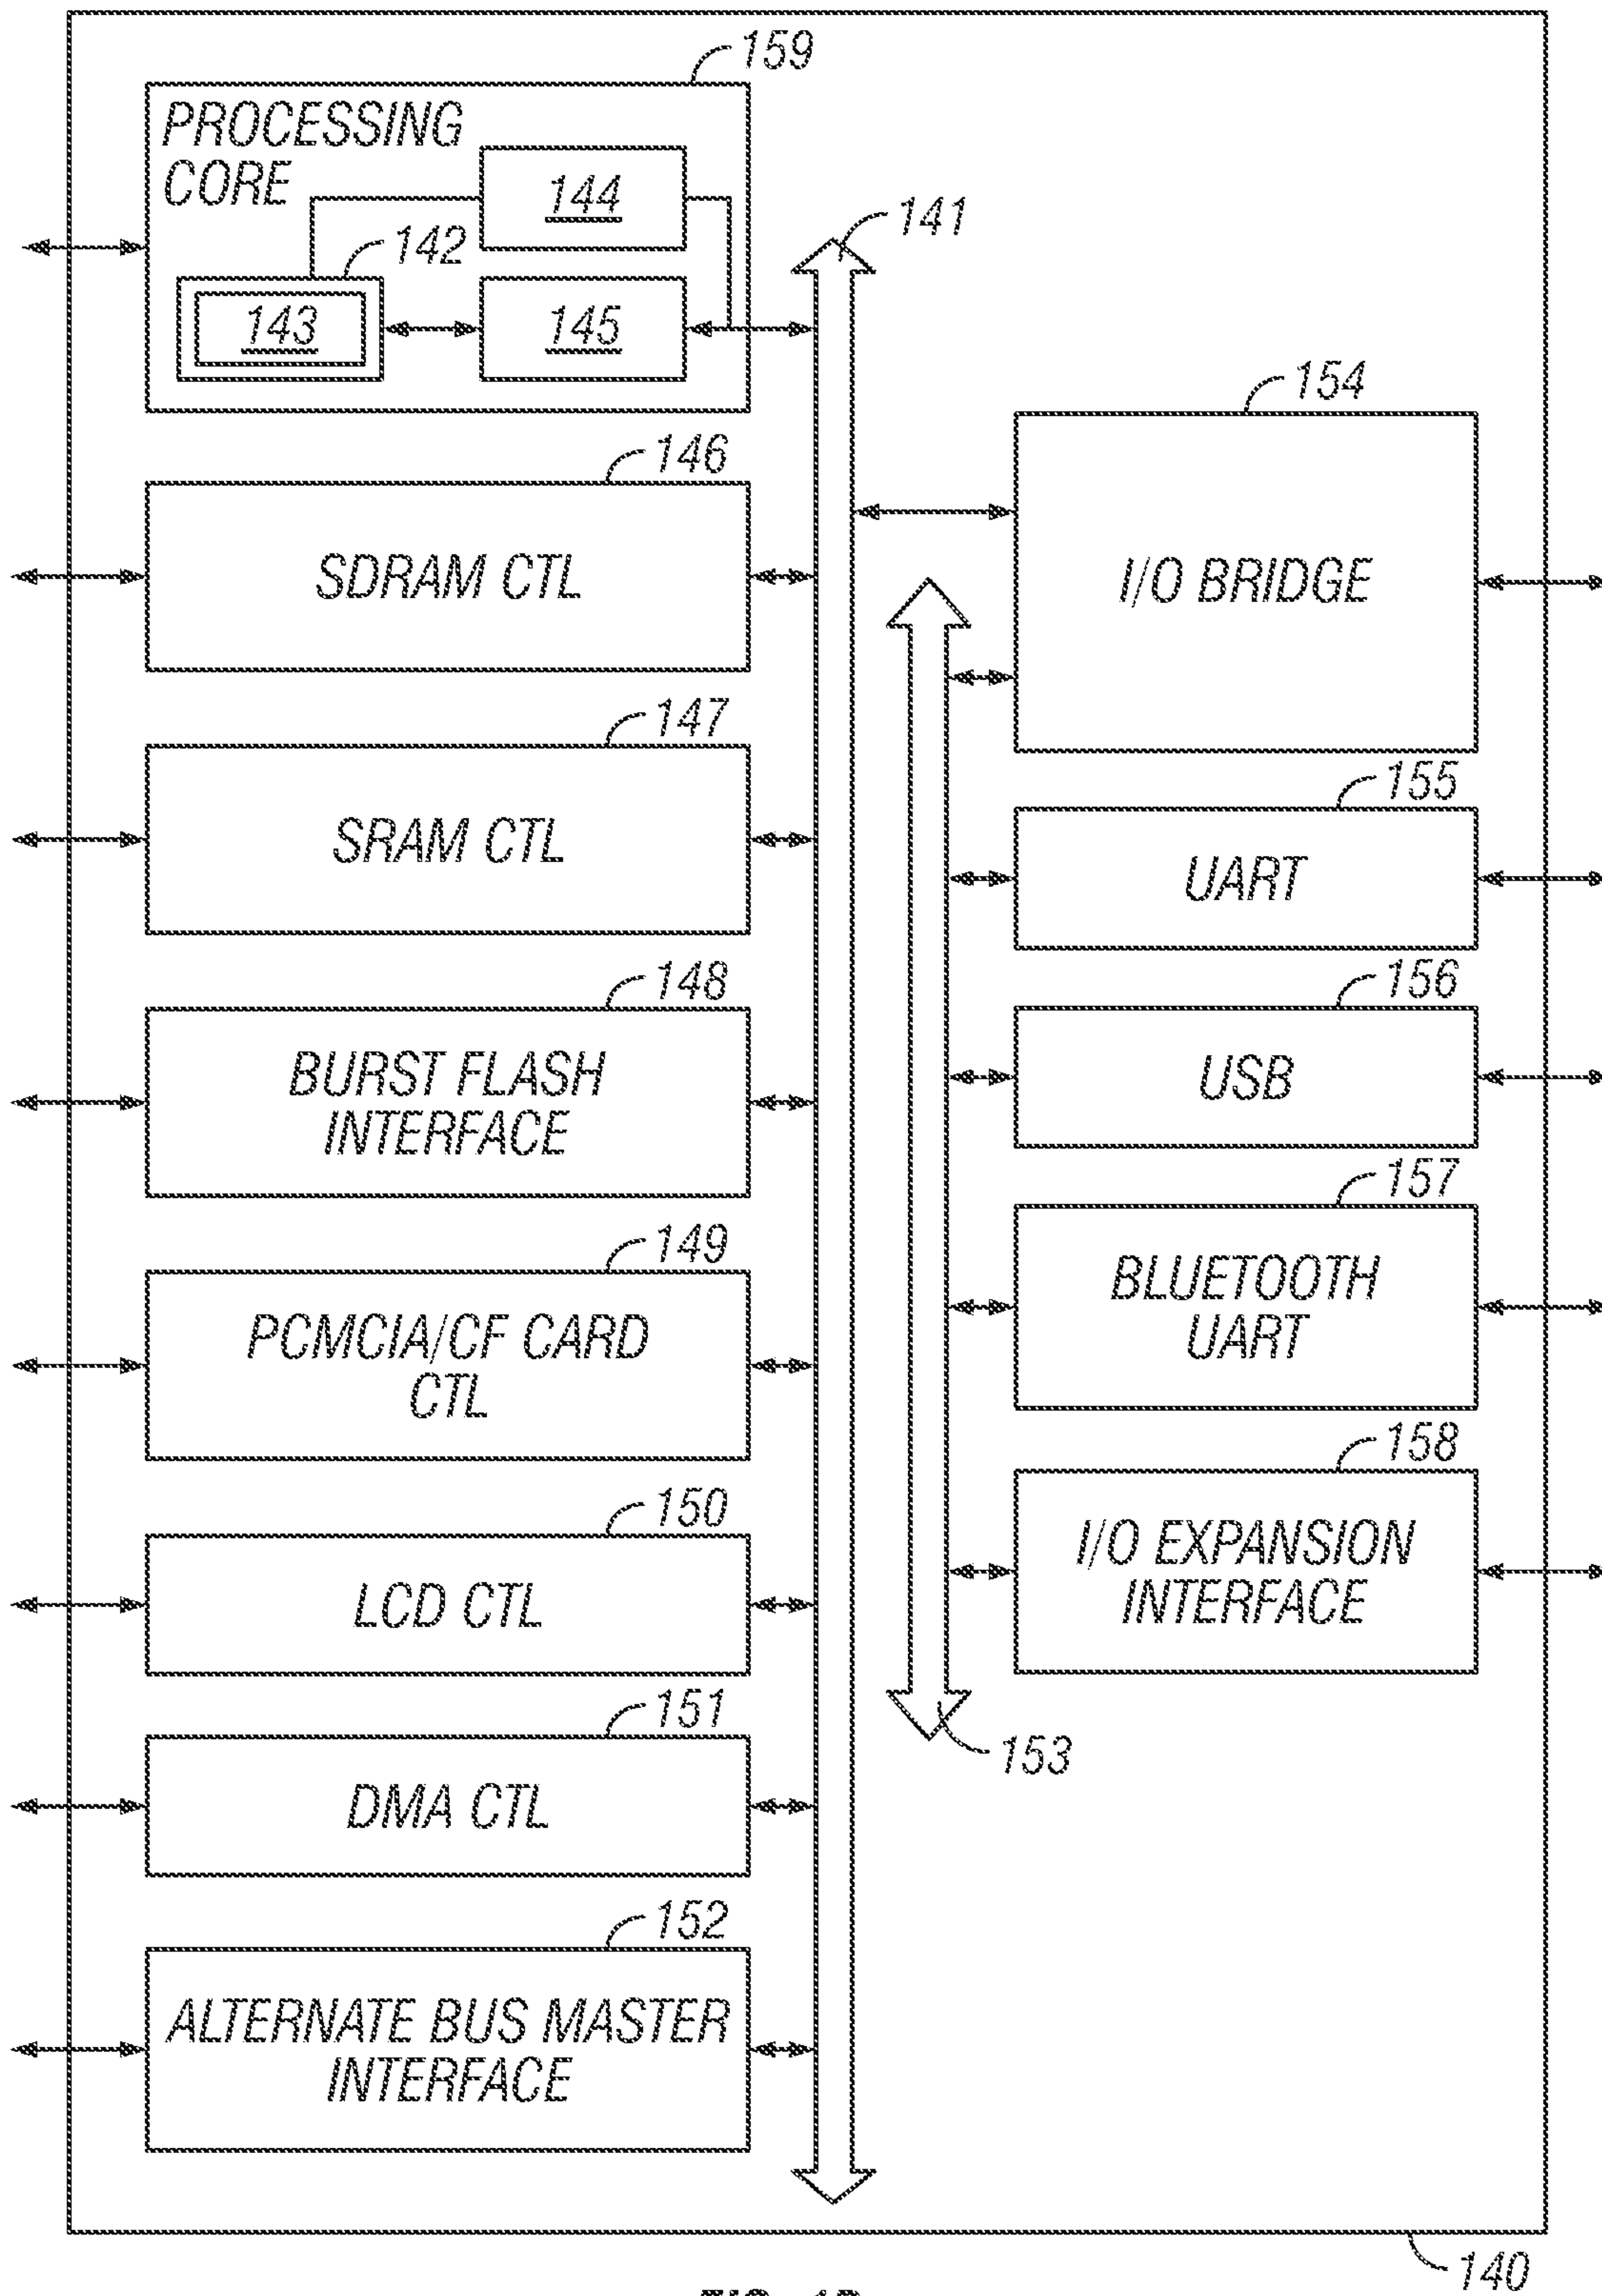 159
PROCESSING
CORE
144
142
143
145
141
154
I/O BRIDGE
146
SDRAM CTL
147
SRAM CTL
155
UART
148
BURST FLASH
INTERFACE
156
USB
157
BLUETOOTH
UART
149
PCMCIA/CF CARD
CTL
158
I/O EXPANSION
INTERFACE
150
LCD CTL
151
DMA CTL
153
152
ALTERNATE BUS MASTER
INTERFACE
140